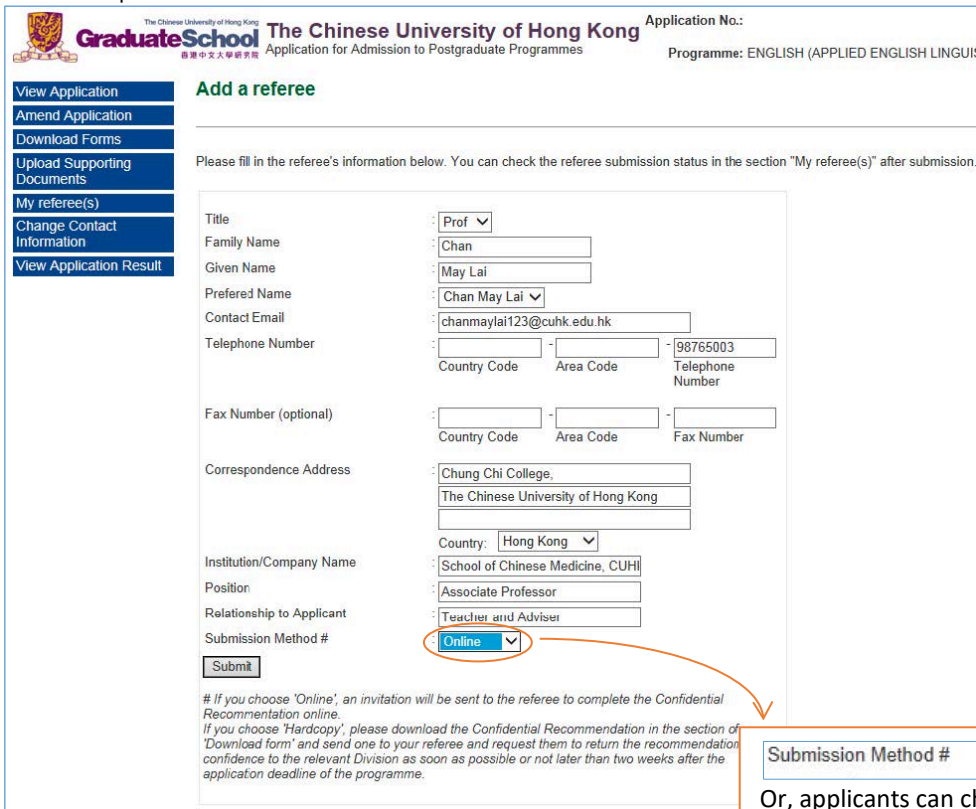 The Chinese University of Hong Kong
GraduateSchool
香港中文大學研究院
The Chinese University of Hong Kong
Application for Admission to Postgraduate Programmes
Application No.:
Programme: ENGLISH (APPLIED ENGLISH LINGUIS
View Application
Amend Application
Download Forms
Upload Supporting
Documents
My referee(s)
Change Contact
Information
View Application Result
Add a referee
Please fill in the referee's information below. You can check the referee submission status in the section "My referee(s)" after submission.
Title : Prof
Family Name : Chan
Given Name : May Lai
Prefered Name : Chan May Lai
Contact Email : chanmaylai123@cuhk.edu.hk
Telephone Number : - - 98765003
Country Code Area Code Telephone
Number
Fax Number (optional) : - -
Country Code Area Code Fax Number
Correspondence Address : Chung Chi College,
The Chinese University of Hong Kong
Country: Hong Kong
Institution/Company Name : School of Chinese Medicine, CUHK
Position : Associate Professor
Relationship to Applicant : Teacher and Adviser
Submission Method # : Online
Submit
# If you choose 'Online', an invitation will be sent to the referee to complete the Confidential
Recommentation online.
If you choose 'Hardcopy', please download the Confidential Recommendation in the section of
'Download form' and send one to your referee and request them to return the recommendation
confidence to the relevant Division as soon as possible or not later than two weeks after the
application deadline of the programme.
Submission Method #
Or, applicants can cl